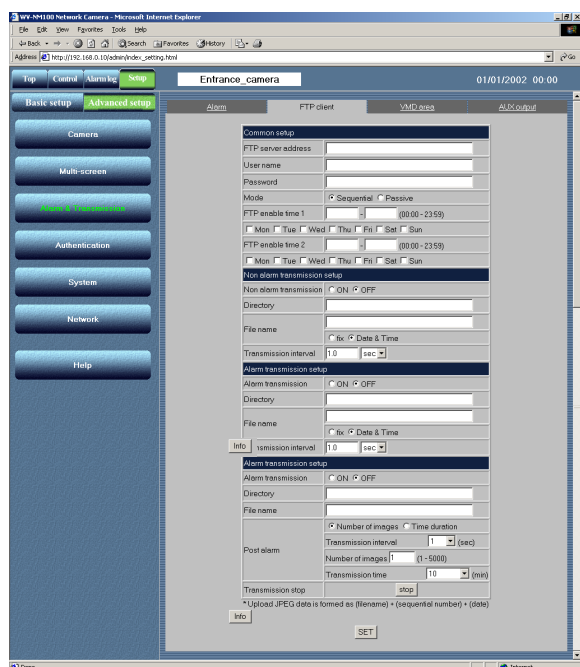 WV-NM100 Network Camera - Microsoft Internet Explorer
File Edit View Favorites Tools Help
Back Search Favorites History
Address http://192.168.0.10/admin/index_setting.html Go
Top Control Alarm log Setup Entrance_camera 01/01/2002 00:00
Basic setup Advanced setup
Alarm FTP client VMD area AUX output
Camera
Multi-screen
Alarm & Transmission
Authentication
System
Network
Help
Common setup
FTP server address
User name
Password
Mode Sequential Passive
FTP enable time 1 - (00:00 - 23:59)
Mon Tue Wed Thu Fri Sat Sun
FTP enable time 2 - (00:00 - 23:59)
Mon Tue Wed Thu Fri Sat Sun
Non alarm transmission setup
Non alarm transmission ON OFF
Directory
File name
fix Date & Time
Transmission interval 1.0 sec
Alarm transmission setup
Alarm transmission ON OFF
Directory
File name
fix Date & Time
Info nsmission interval 1.0 sec
Alarm transmission setup
Alarm transmission ON OFF
Directory
File name
Post alarm
Number of images Time duration
Transmission interval 1 (sec)
Number of images 1 (1 - 5000)
Transmission time 10 (min)
Transmission stop stop
* Upload JPEG data is formed as (filename) + (sequential number) + (date)
Info
SET
Done Internet